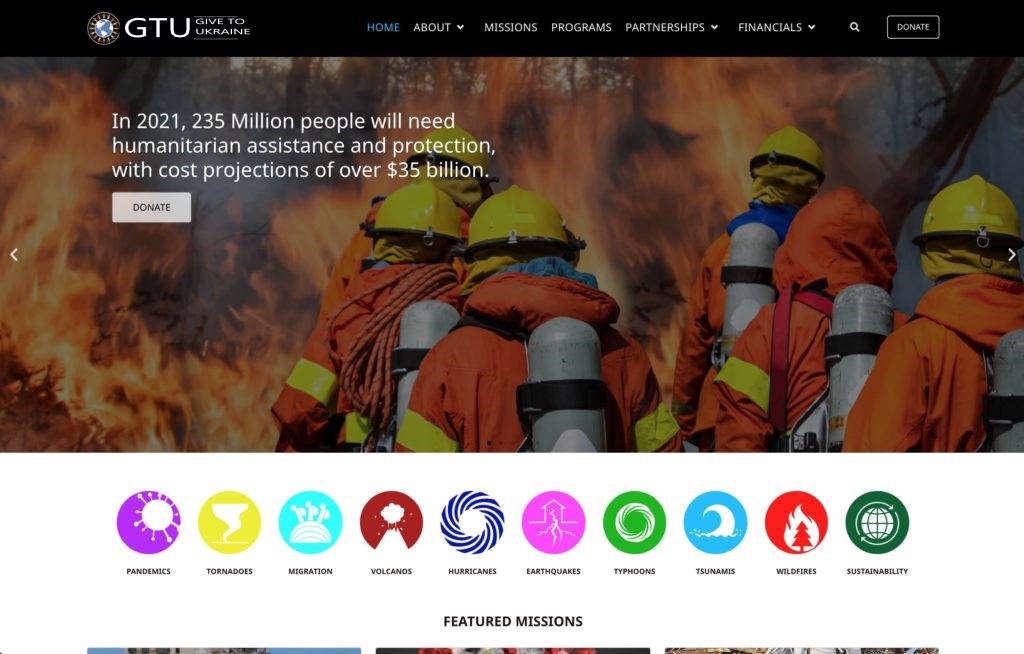 GTU GIVE TO UKRAINE
HOME ABOUT MISSIONS PROGRAMS PARTNERSHIPS FINANCIALS DONATE
In 2021, 235 Million people will need
humanitarian assistance and protection,
with cost projections of over $35 billion.
DONATE
PANDEMICS TORNADOES MIGRATION VOLCANOS HURRICANES EARTHQUAKES TYPHOONS TSUNAMIS WILDFIRES SUSTAINABILITY
FEATURED MISSIONS